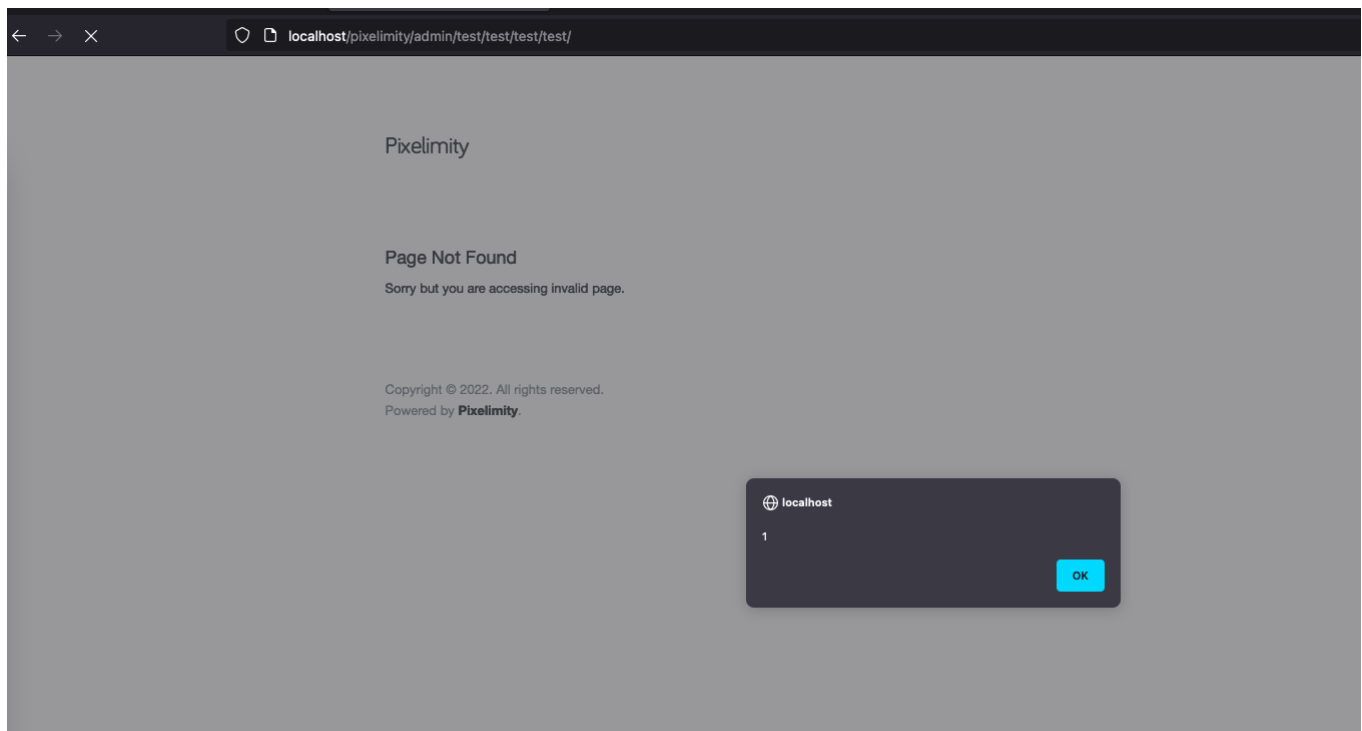 localhost/pixelimity/admin/test/test/test/test/
Pixelimity
Page Not Found
Sorry but you are accessing invalid page.
Copyright © 2022. All rights reserved.
Powered by Pixelimity.
localhost
1
OK